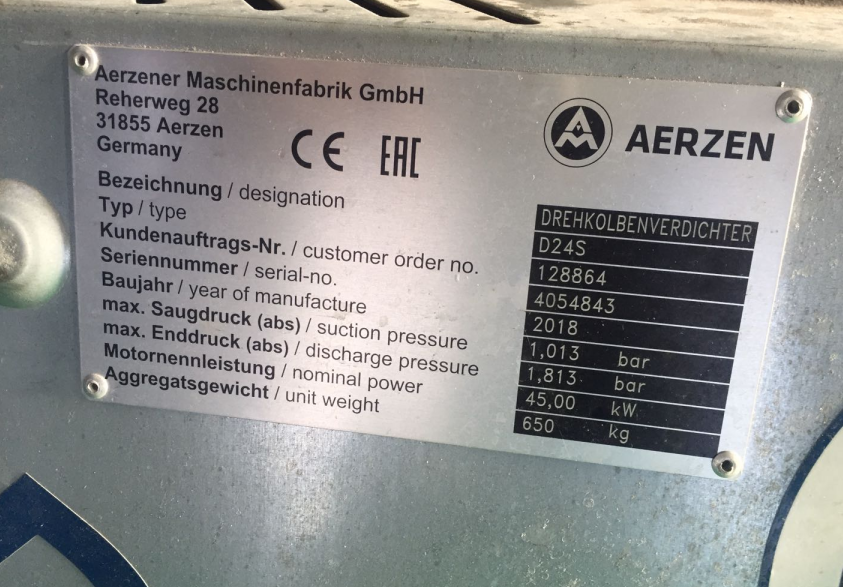 Aerzener Maschinenfabrik GmbH
Reherweg 28
31855 Aerzen
Germany
CE EAC
AERZEN
Bezeichnung / designation DREHKOLBENVERDICHTER
Typ / type D24S
Kundenauftrags-Nr. / customer order no. 128864
Seriennummer / serial-no. 4054843
Baujahr / year of manufacture 2018
max. Saugdruck (abs) / suction pressure 1,013 bar
max. Enddruck (abs) / discharge pressure 1,813 bar
Motornennleistung / nominal power 45,00 kW
Aggregatsgewicht / unit weight 650 kg